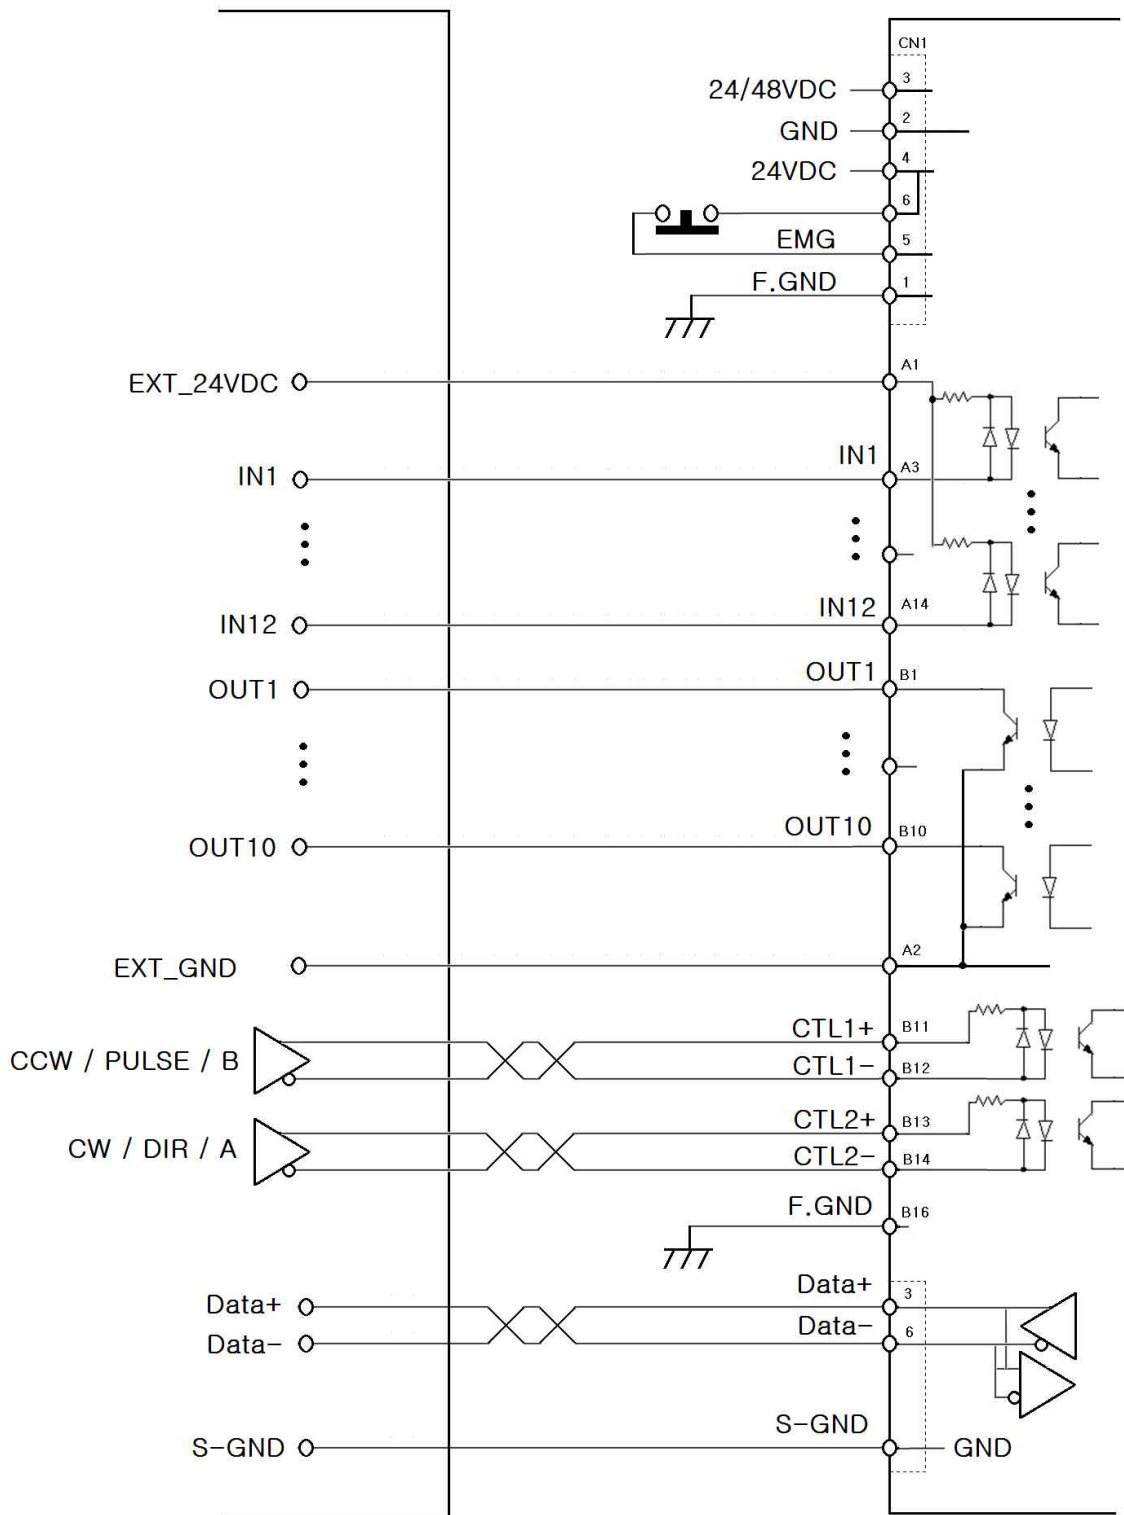 CN1
24/48VDC 3
GND 2
24VDC 4
6
EMG 5
F.GND 1
EXT_24VDC A1
IN1 IN1 A3
IN12 IN12 A14
OUT1 OUT1 B1
OUT10 OUT10 B10
EXT_GND A2
CCW / PULSE / B CTL1+ B11
CTL1- B12
CW / DIR / A CTL2+ B13
CTL2- B14
F.GND B16
Data+ Data+ 3
Data- Data- 6
S-GND S-GND GND